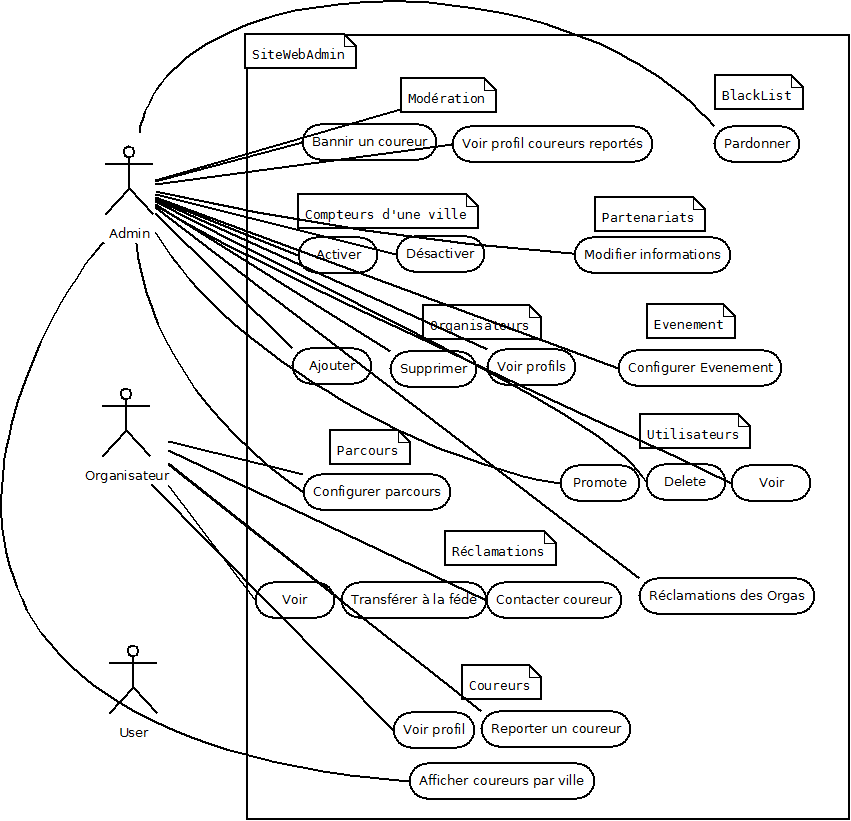 SiteWebAdmin
Modération
BlackList
Bannir un coureur
Voir profil coureurs reportés
Pardonner
Admin
Compteurs d'une ville
Partenariats
Activer
Désactiver
Modifier informations
Organisateurs
Evenement
Ajouter
Supprimer
Voir profils
Configurer Evenement
Utilisateurs
Parcours
Organisateur
Configurer parcours
Promote
Delete
Voir
Réclamations
Voir
Transférer à la féde
Contacter coureur
Réclamations des Orgas
Coureurs
User
Voir profil
Reporter un coureur
Afficher coureurs par ville